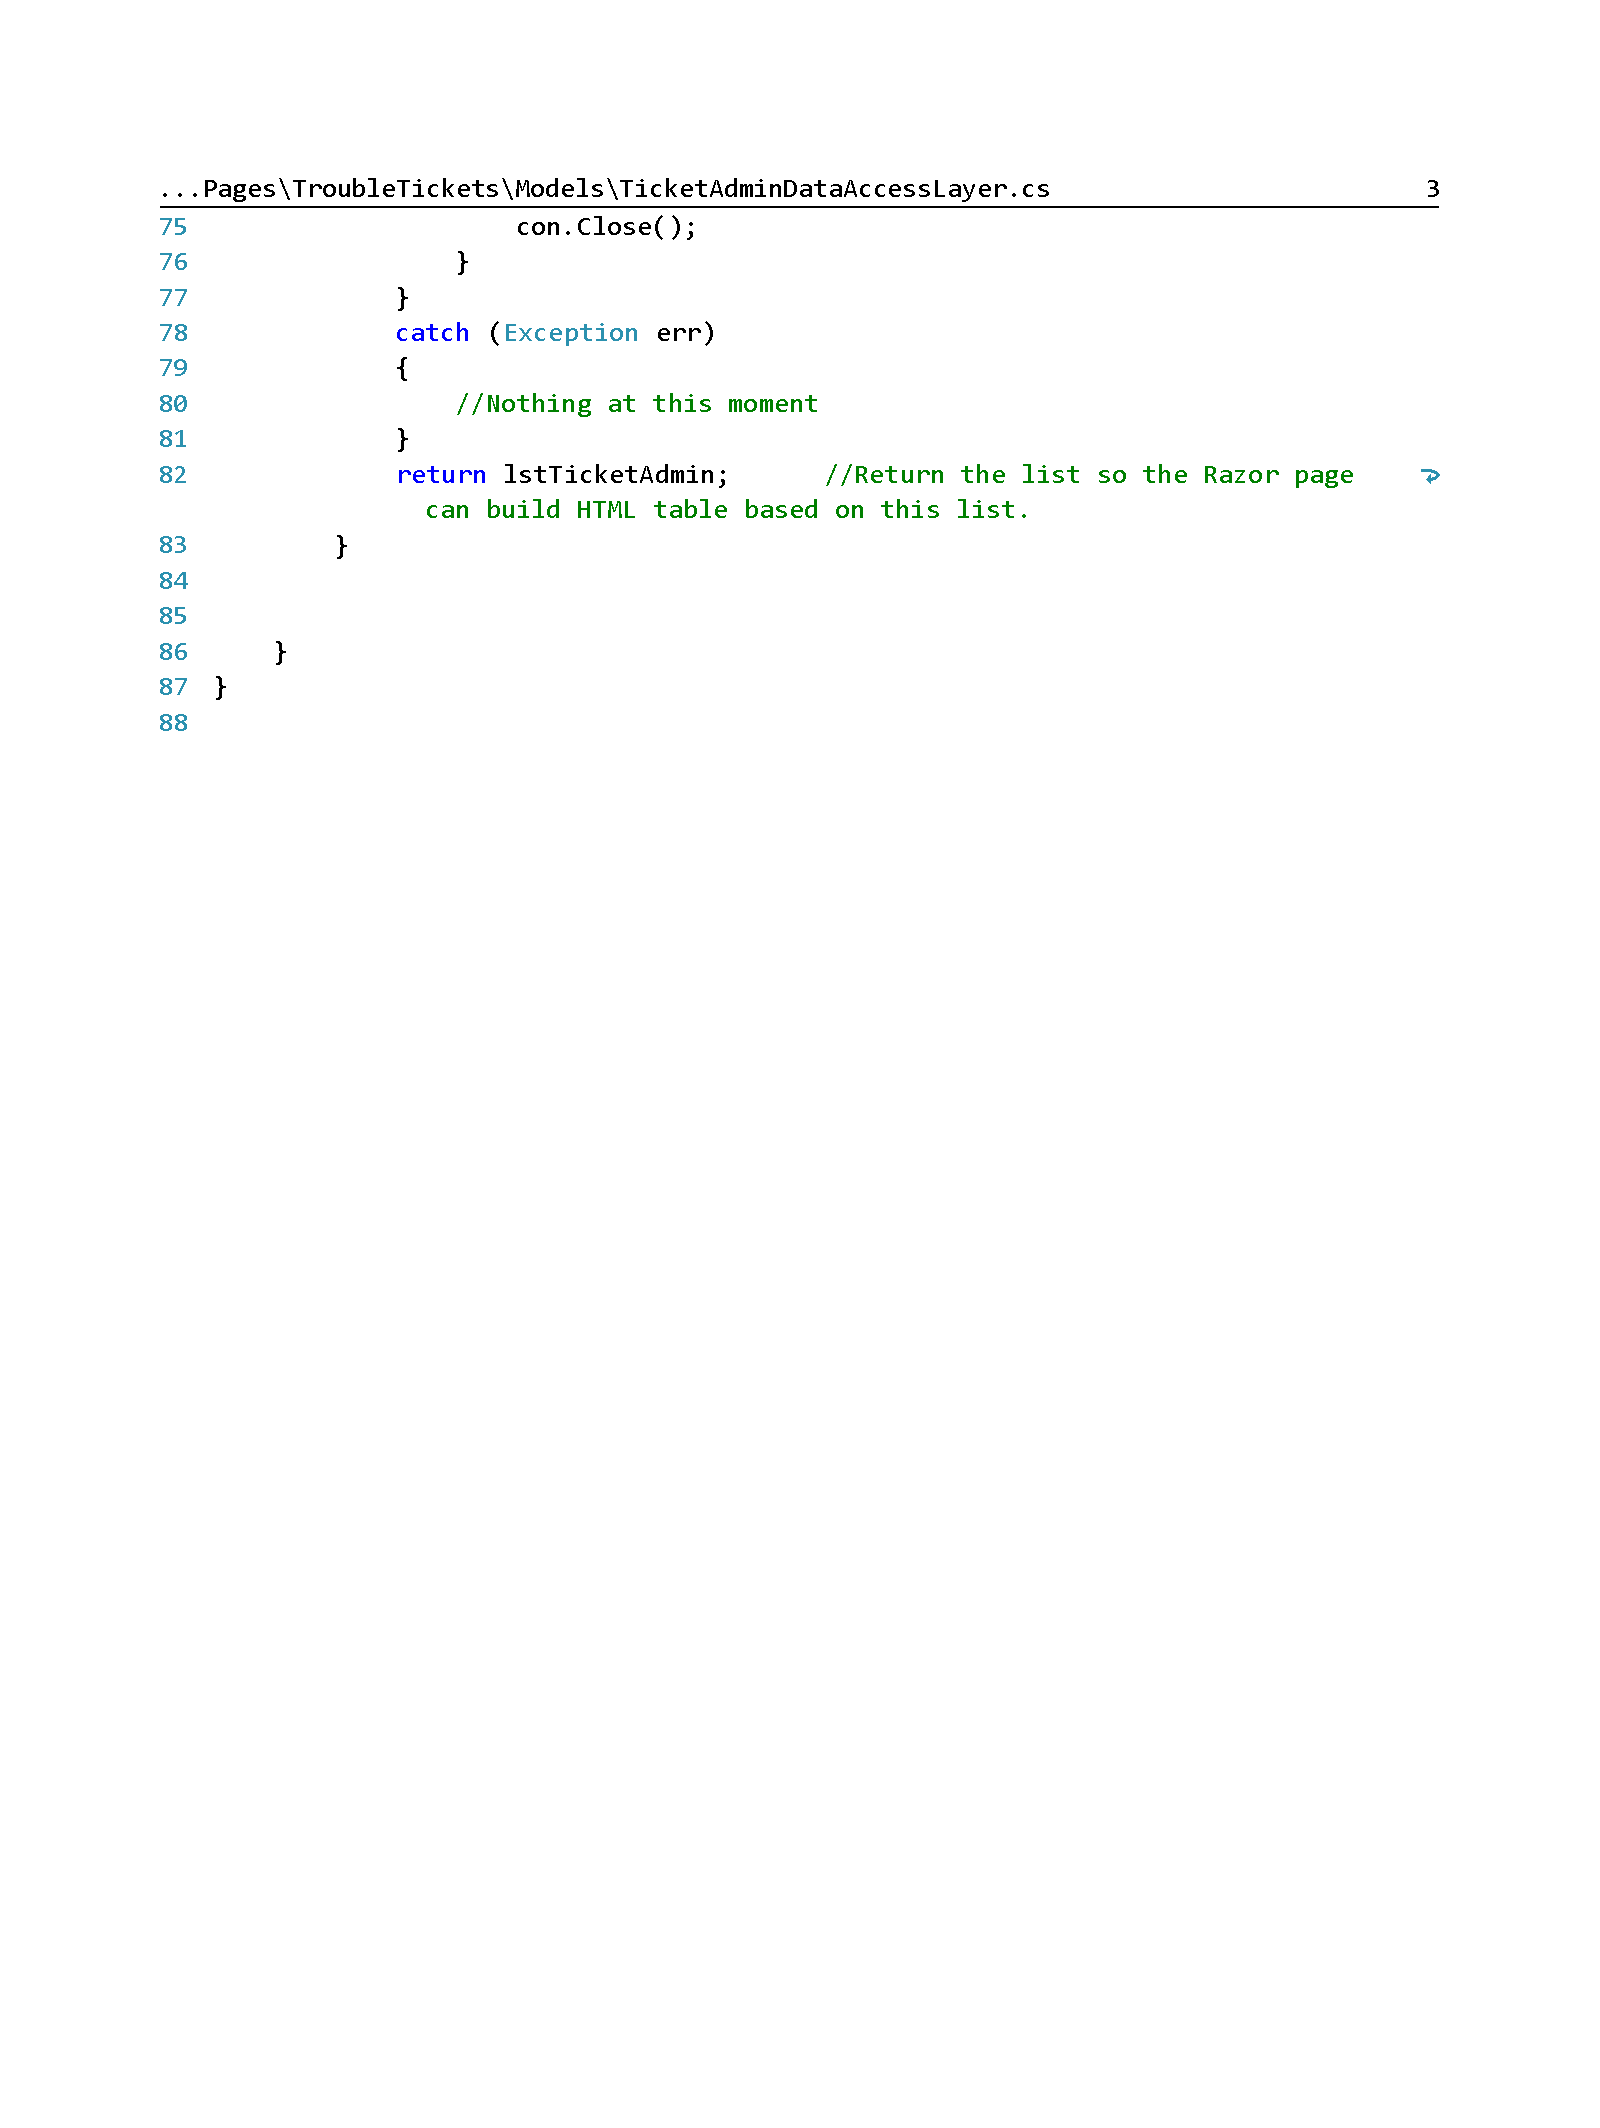 ...Pages\TroubleTickets\Models\TicketAdminDataAccessLayer.cs 3
75 con.Close();
76 }
77 }
78 catch (Exception err)
79 {
80 //Nothing at this moment
81 }
82 return lstTicketAdmin; //Return the list so the Razor page
can build HTML table based on this list.
83 }
84
85
86 }
87 }
88